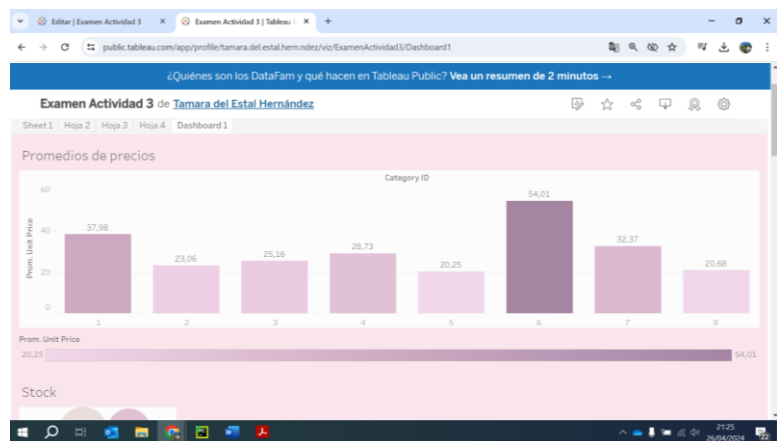 Editar | Examen Actividad 3
Examen Actividad 3 | Tableau
public.tableau.com/app/profile/tamara.del.estal.hern.ndez/viz/ExamenActividad3/Dashboard1
¿Quiénes son los DataFam y qué hacen en Tableau Public? Vea un resumen de 2 minutos →
Examen Actividad 3 de Tamara del Estal Hernández
Sheet 1 Hoja 2 Hoja 3 Hoja 4 Dashboard 1
Promedios de precios
Category ID
Prom. Unit Price
60
40
20
0
37,98
23,06
25,16
28,73
20,25
54,01
32,37
20,68
1 2 3 4 5 6 7 8
Prom. Unit Price
20,25 54,01
Stock
21:25
26/04/2024